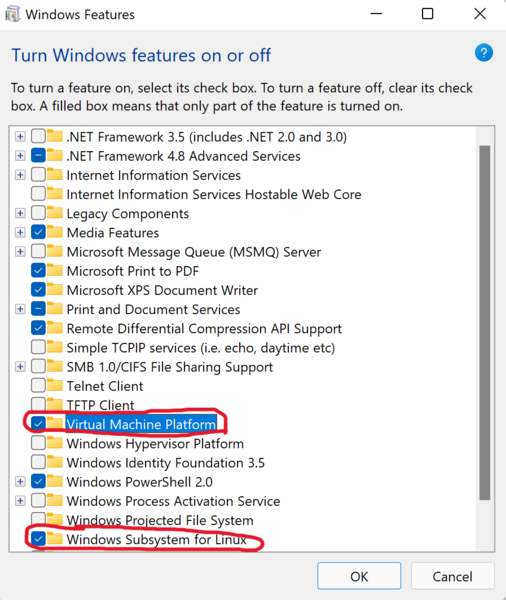 Windows Features
Turn Windows features on or off
?
To turn a feature on, select its check box. To turn a feature off, clear its check
box. A filled box means that only part of the feature is turned on.
.NET Framework 3.5 (includes .NET 2.0 and 3.0)
.NET Framework 4.8 Advanced Services
Internet Information Services
Internet Information Services Hostable Web Core
Legacy Components
Media Features
Microsoft Message Queue (MSMQ) Server
Microsoft Print to PDF
Microsoft XPS Document Writer
Print and Document Services
Remote Differential Compression API Support
Simple TCPIP services (i.e. echo, daytime etc)
SMB 1.0/CIFS File Sharing Support
Telnet Client
TFTP Client
Virtual Machine Platform
Windows Hypervisor Platform
Windows Identity Foundation 3.5
Windows PowerShell 2.0
Windows Process Activation Service
Windows Projected File System
Windows Subsystem for Linux
OK
Cancel